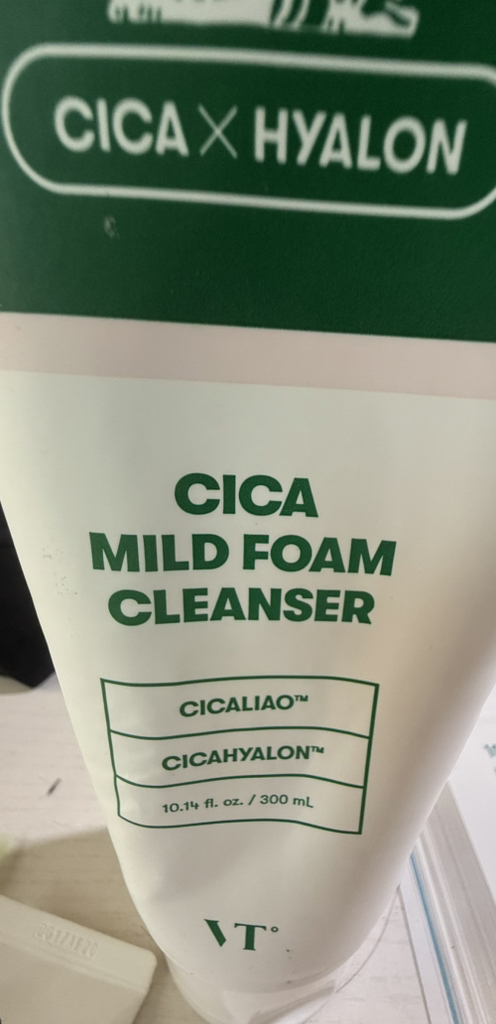 CICA X HYALON
CICA
MILD FOAM
CLEANSER
CICALIAO™
CICAHYALON™
10.14 fl. oz. / 300 mL
VT°